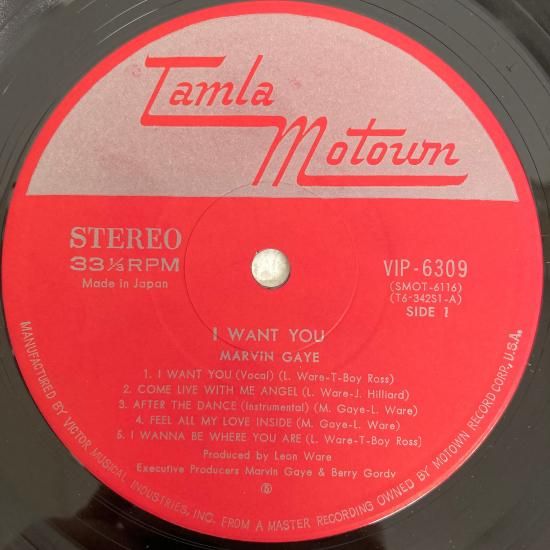 Tamla
Motown
STEREO
33⅓RPM
Made in Japan
VIP-6309
(SMOT-6116)
(T6-342S1-A)
SIDE 1
I WANT YOU
MARVIN GAYE
1. I WANT YOU (Vocal) (L. Ware-T-Boy Ross)
2. COME LIVE WITH ME ANGEL (L. Ware-J. Hilliard)
3. AFTER THE DANCE (Instrumental) (M. Gaye-L. Ware)
4. FEEL ALL MY LOVE INSIDE (M. Gaye-L. Ware)
5. I WANNA BE WHERE YOU ARE (L. Ware-T-Boy Ross)
Produced by Leon Ware
Executive Producers Marvin Gaye & Berry Gordy
MANUFACTURED BY VICTOR MUSICAL INDUSTRIES, INC. FROM A MASTER RECORDING OWNED BY MOTOWN RECORD CORP., U.S.A.